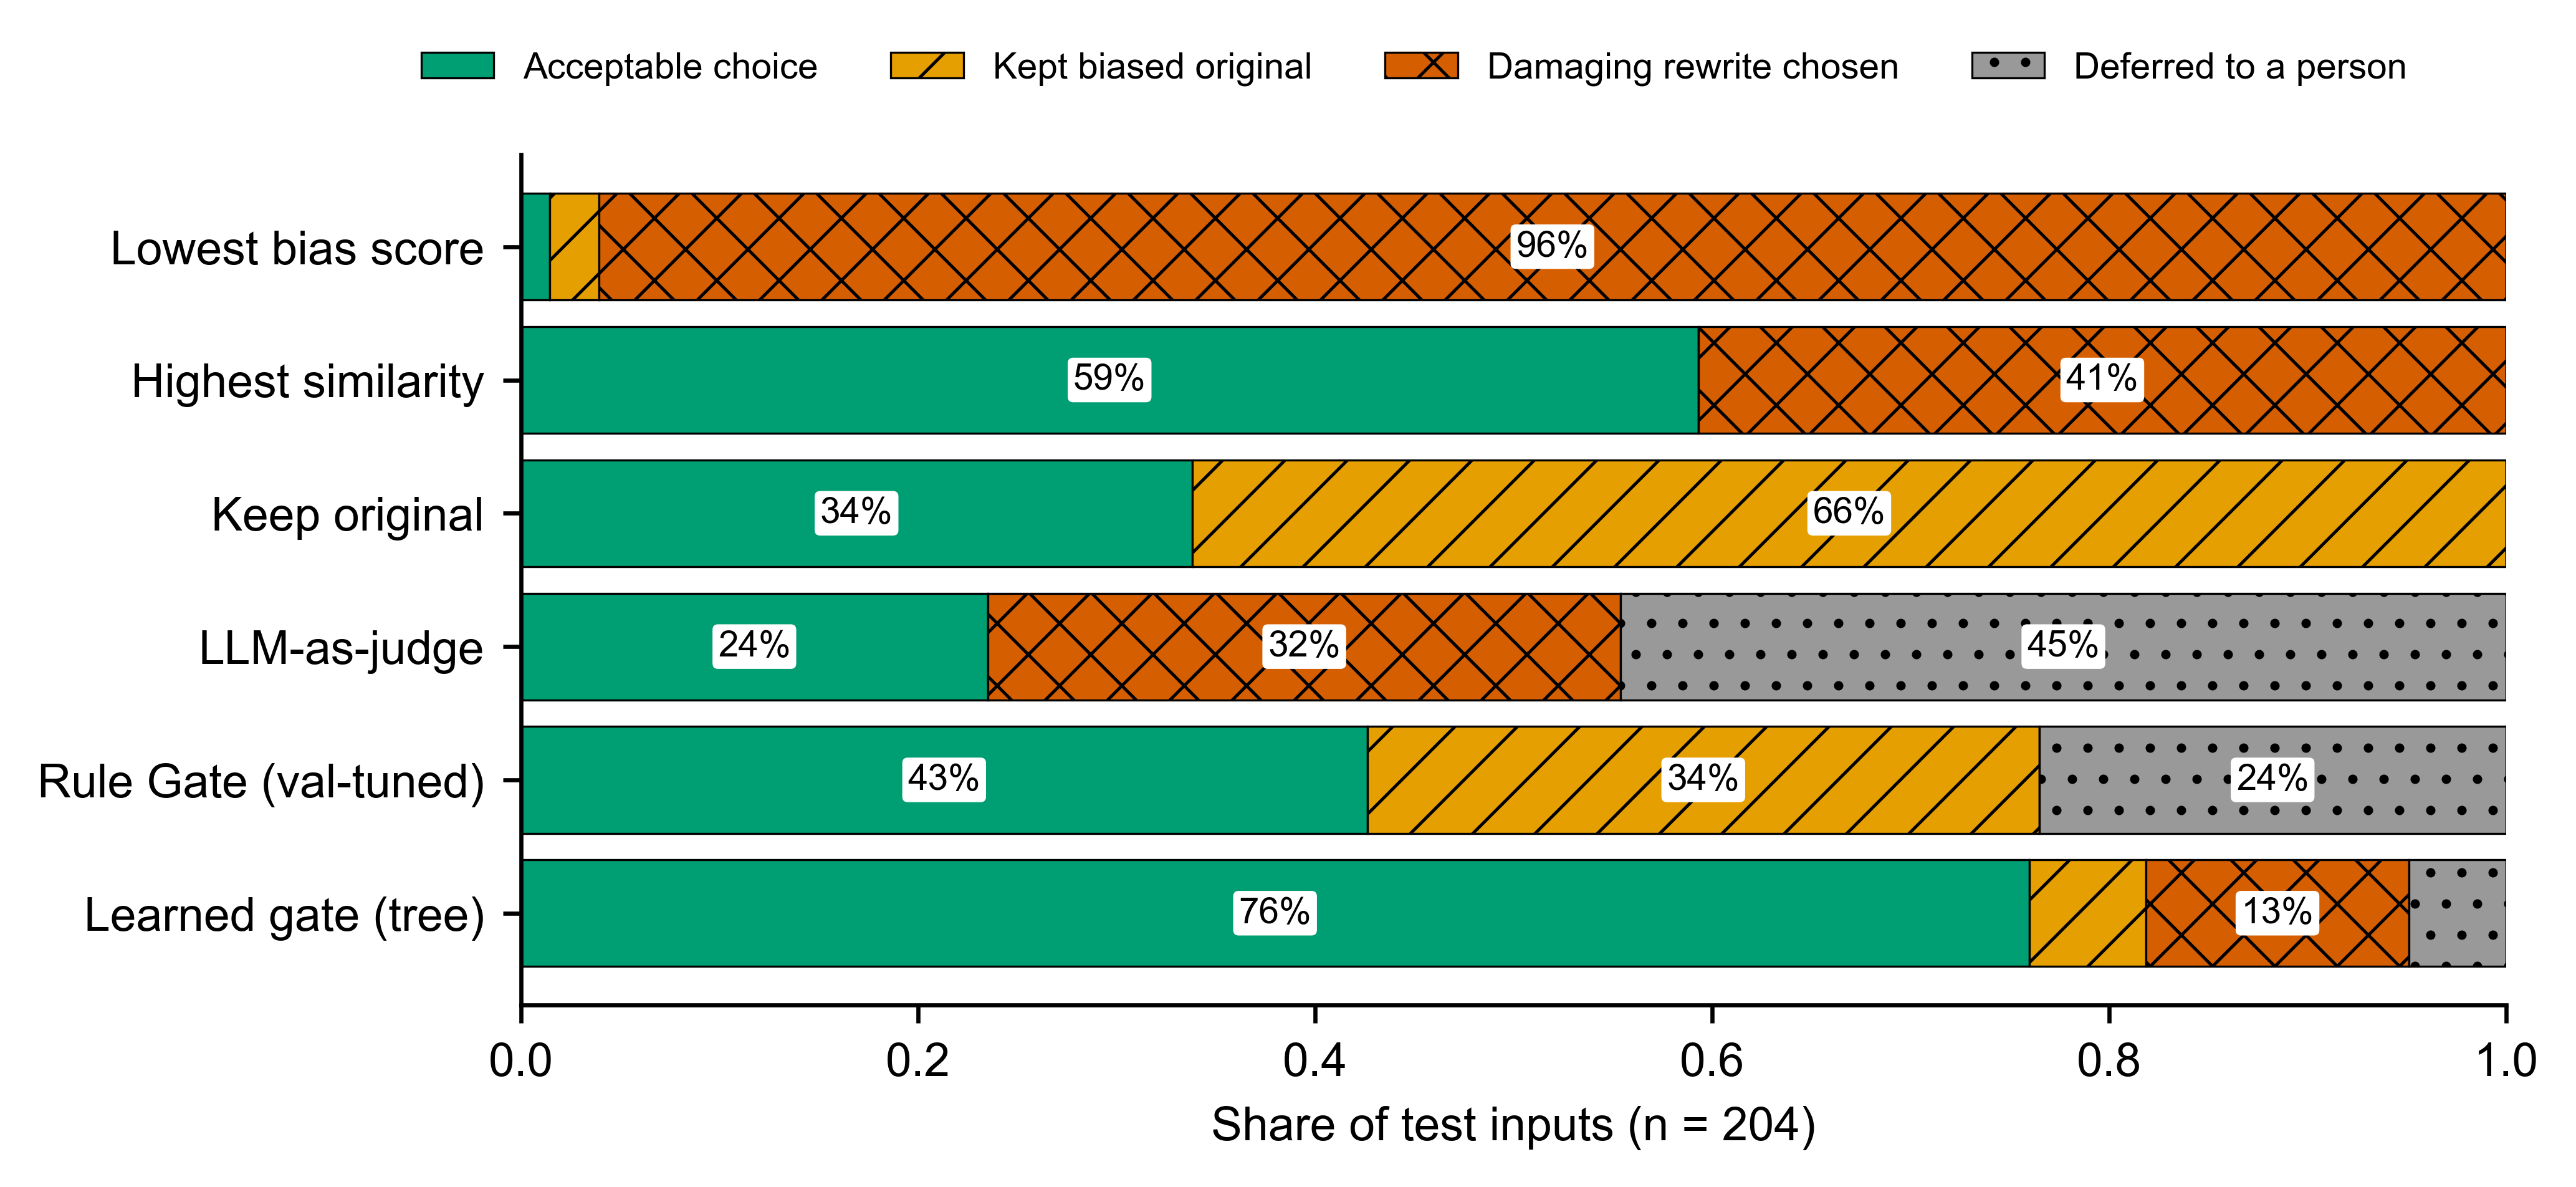 Acceptable choice Kept biased original Damaging rewrite chosen Deferred to a person
Lowest bias score 96%
Highest similarity 59% 41%
Keep original 34% 66%
LLM-as-judge 24% 32% 45%
Rule Gate (val-tuned) 43% 34% 24%
Learned gate (tree) 76% 13%
0.0 0.2 0.4 0.6 0.8 1.0
Share of test inputs (n = 204)